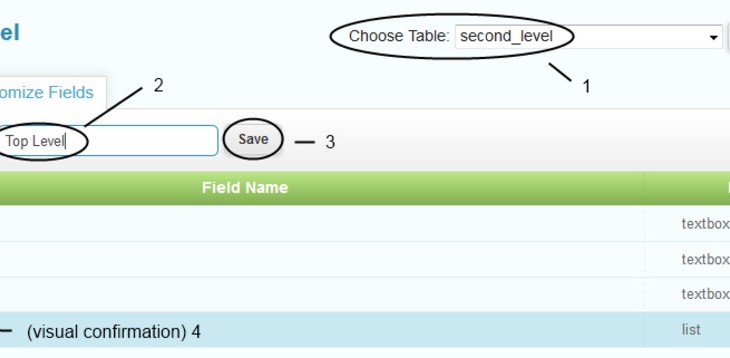 el
Choose Table: second_level
1
omize Fields
2
Top Level
Save
3
Field Name
textbox
textbox
textbox
(visual confirmation) 4
list